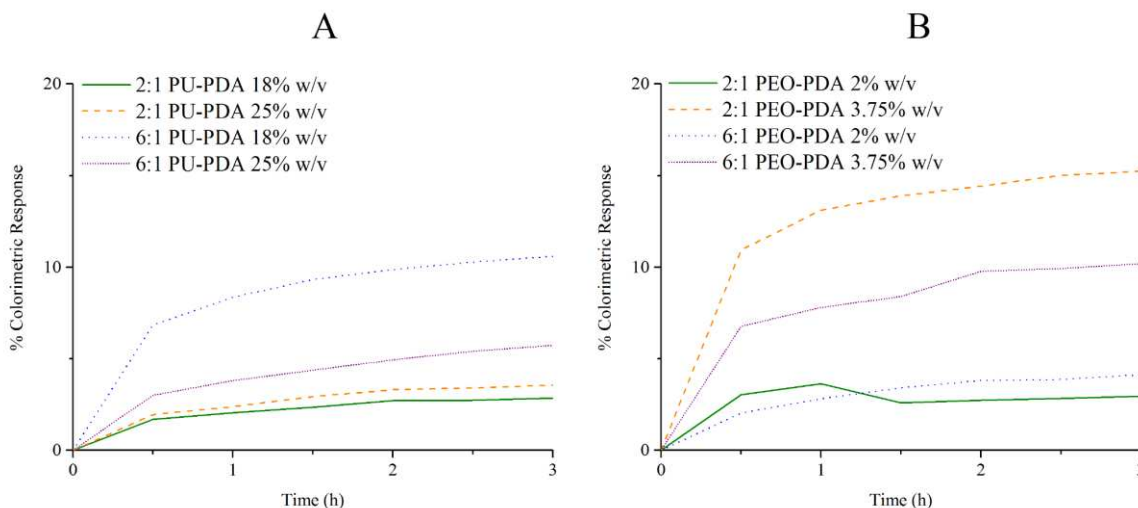 A
20
2:1 PU-PDA 18% w/v
2:1 PU-PDA 25% w/v
6:1 PU-PDA 18% w/v
6:1 PU-PDA 25% w/v
% Colorimetric Response
10
0
0
1
2
3
Time (h)
B
20
2:1 PEO-PDA 2% w/v
2:1 PEO-PDA 3.75% w/v
6:1 PEO-PDA 2% w/v
6:1 PEO-PDA 3.75% w/v
% Colorimetric Response
10
0
0
1
2
Time (h)